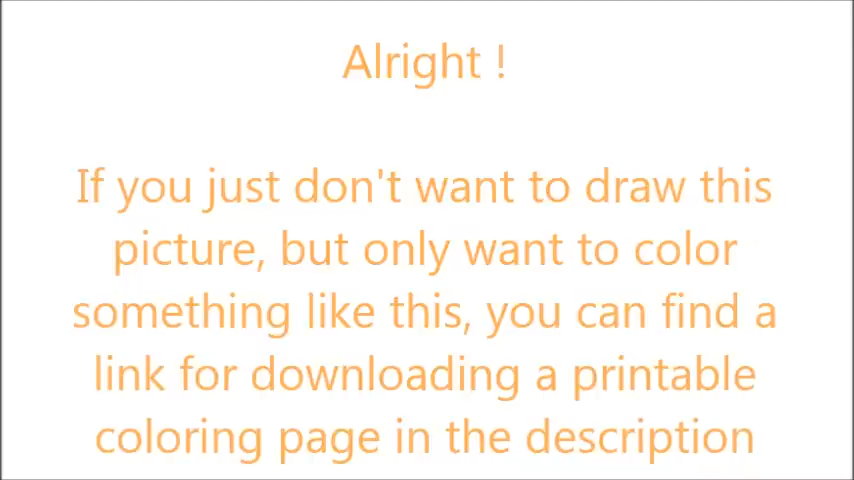 Alright !
If you just don't want to draw this
picture, but only want to color
something like this, you can find a
link for downloading a printable
coloring page in the description